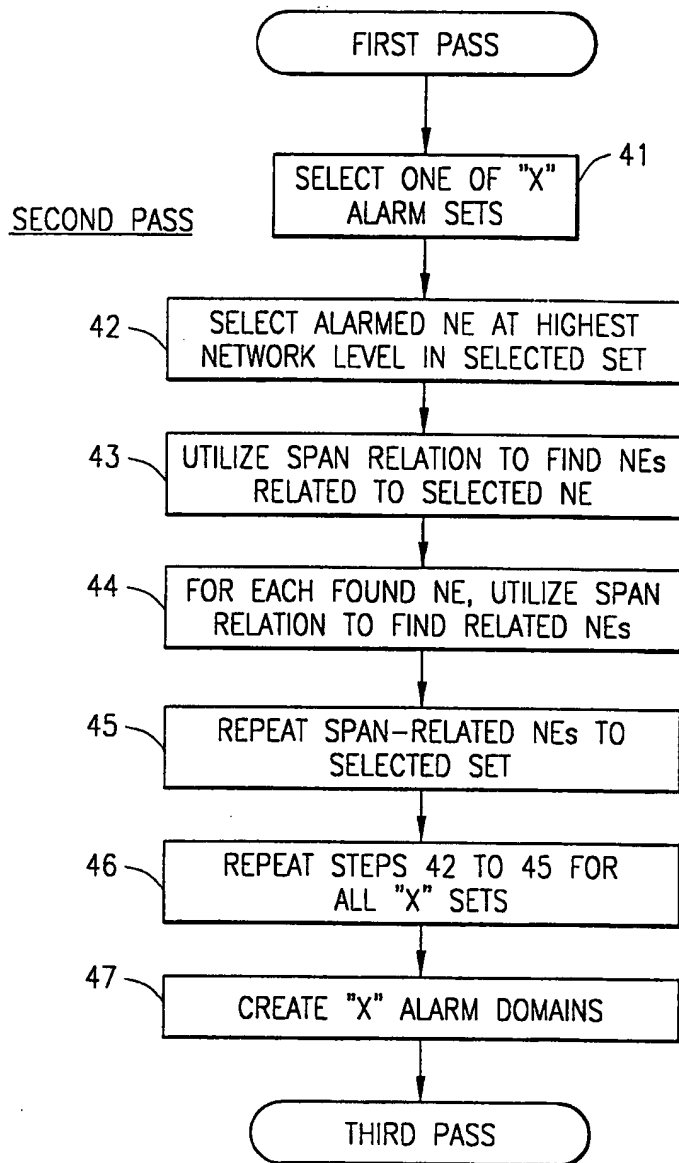 FIRST PASS
41
SELECT ONE OF "X"
ALARM SETS
SECOND PASS
42
SELECT ALARMED NE AT HIGHEST
NETWORK LEVEL IN SELECTED SET
43
UTILIZE SPAN RELATION TO FIND NEs
RELATED TO SELECTED NE
44
FOR EACH FOUND NE, UTILIZE SPAN
RELATION TO FIND RELATED NEs
45
REPEAT SPAN-RELATED NEs TO
SELECTED SET
46
REPEAT STEPS 42 TO 45 FOR
ALL "X" SETS
47
CREATE "X" ALARM DOMAINS
THIRD PASS